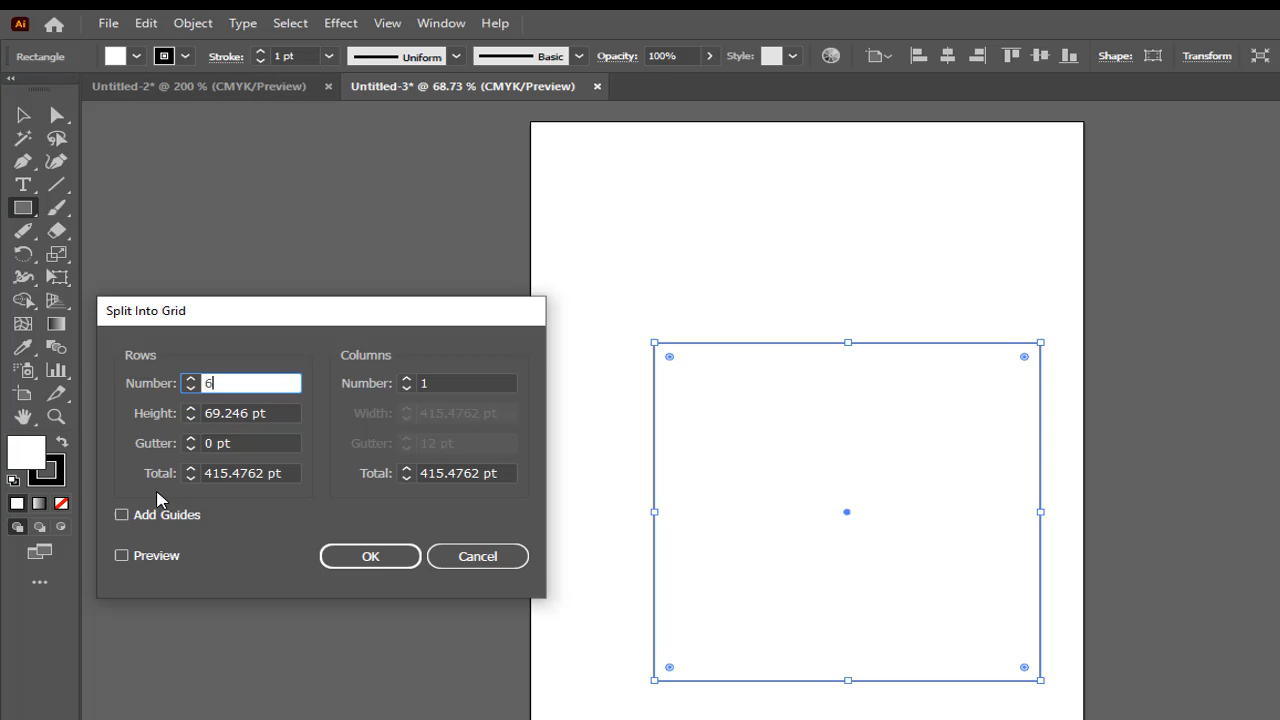 Ai File Edit Object Type Select Effect View Window Help
Rectangle Stroke: 1 pt Uniform Basic Opacity: 100% Style: Shape: Transform
Untitled-2* @ 200 % (CMYK/Preview) Untitled-3* @ 68.73 % (CMYK/Preview)
Split Into Grid
Rows
Number: 6
Height: 69.246 pt
Gutter: 0 pt
Total: 415.4762 pt
Columns
Number: 1
Width: 415.4762 pt
Gutter: 12 pt
Total: 415.4762 pt
Add Guides
Preview OK Cancel